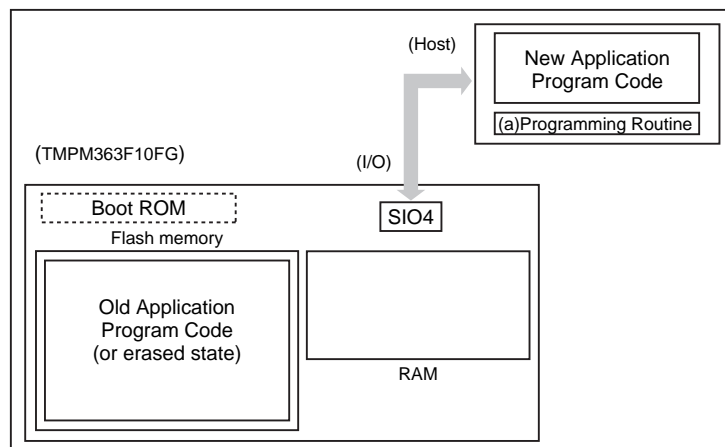 (Host)
New Application
Program Code
(a)Programming Routine
(TMPM363F10FG)
(I/O)
Boot ROM
SIO4
Flash memory
Old Application
Program Code
(or erased state)
RAM